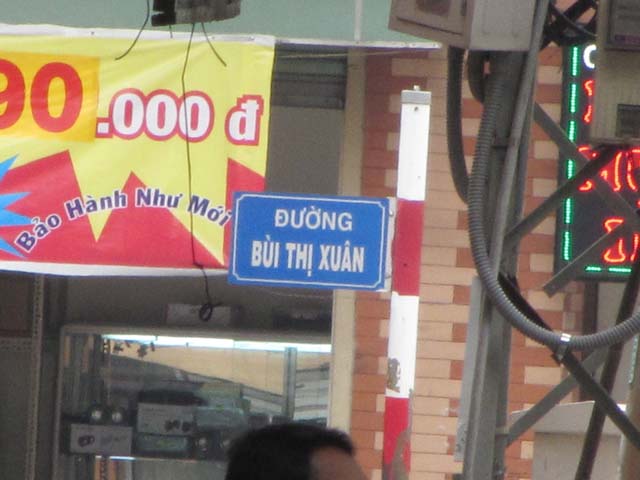 90.000 đ
Bảo Hành Như Mới
ĐƯỜNG
BÙI THỊ XUÂN